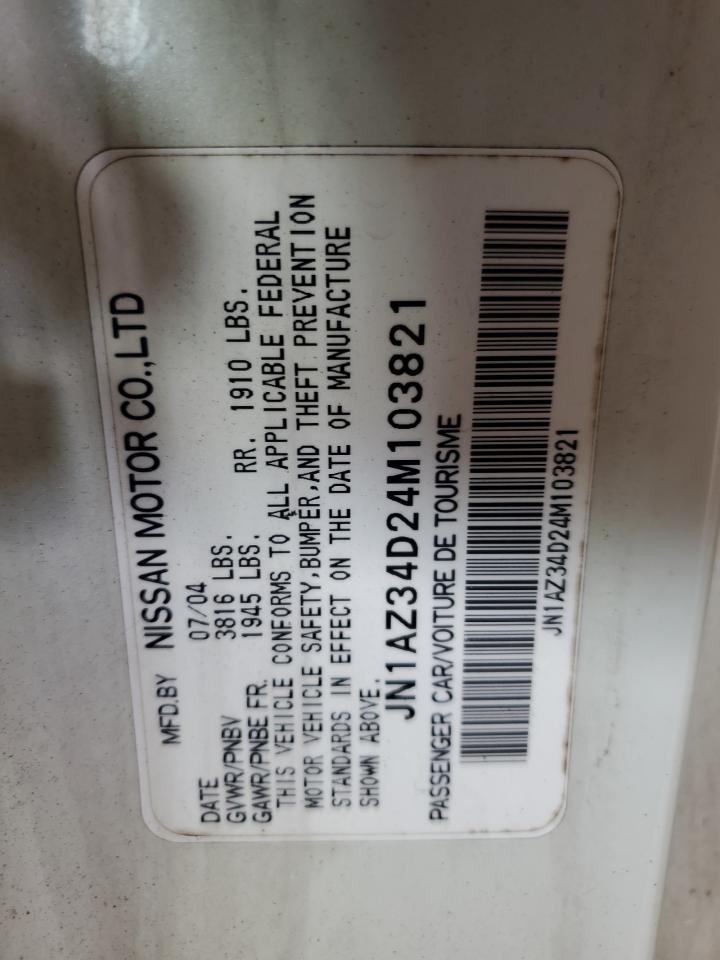 MFD.BY NISSAN MOTOR CO.,LTD
DATE 07/04
GVWR/PNBV 3816 LBS.
GAWR/PNBE FR. 1945 LBS. RR. 1910 LBS.
THIS VEHICLE CONFORMS TO ALL APPLICABLE FEDERAL
MOTOR VEHICLE SAFETY,BUMPER,AND THEFT PREVENTION
STANDARDS IN EFFECT ON THE DATE OF MANUFACTURE
SHOWN ABOVE.
JN1AZ34D24M103821
PASSENGER CAR/VOITURE DE TOURISME
JN1AZ34D24M103821